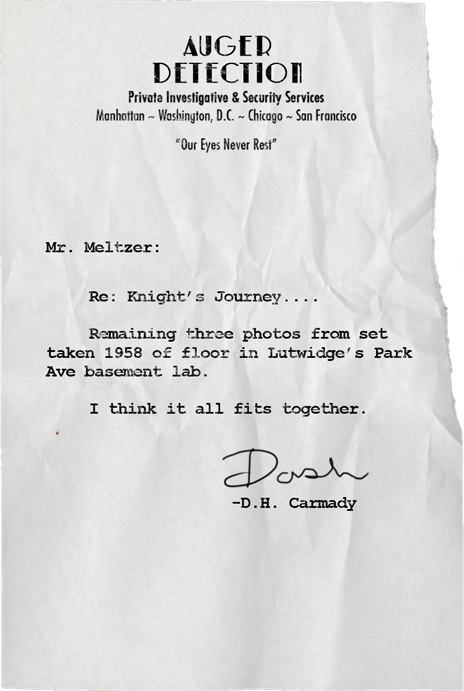 AUGER
DETECTION
Private Investigative & Security Services
Manhattan ~ Washington, D.C. ~ Chicago ~ San Francisco
“Our Eyes Never Rest”
Mr. Meltzer:
Re: Knight’s Journey....
Remaining three photos from set
taken 1958 of floor in Lutwidge’s Park
Ave basement lab.
I think it all fits together.
Dash
-D.H. Carmady